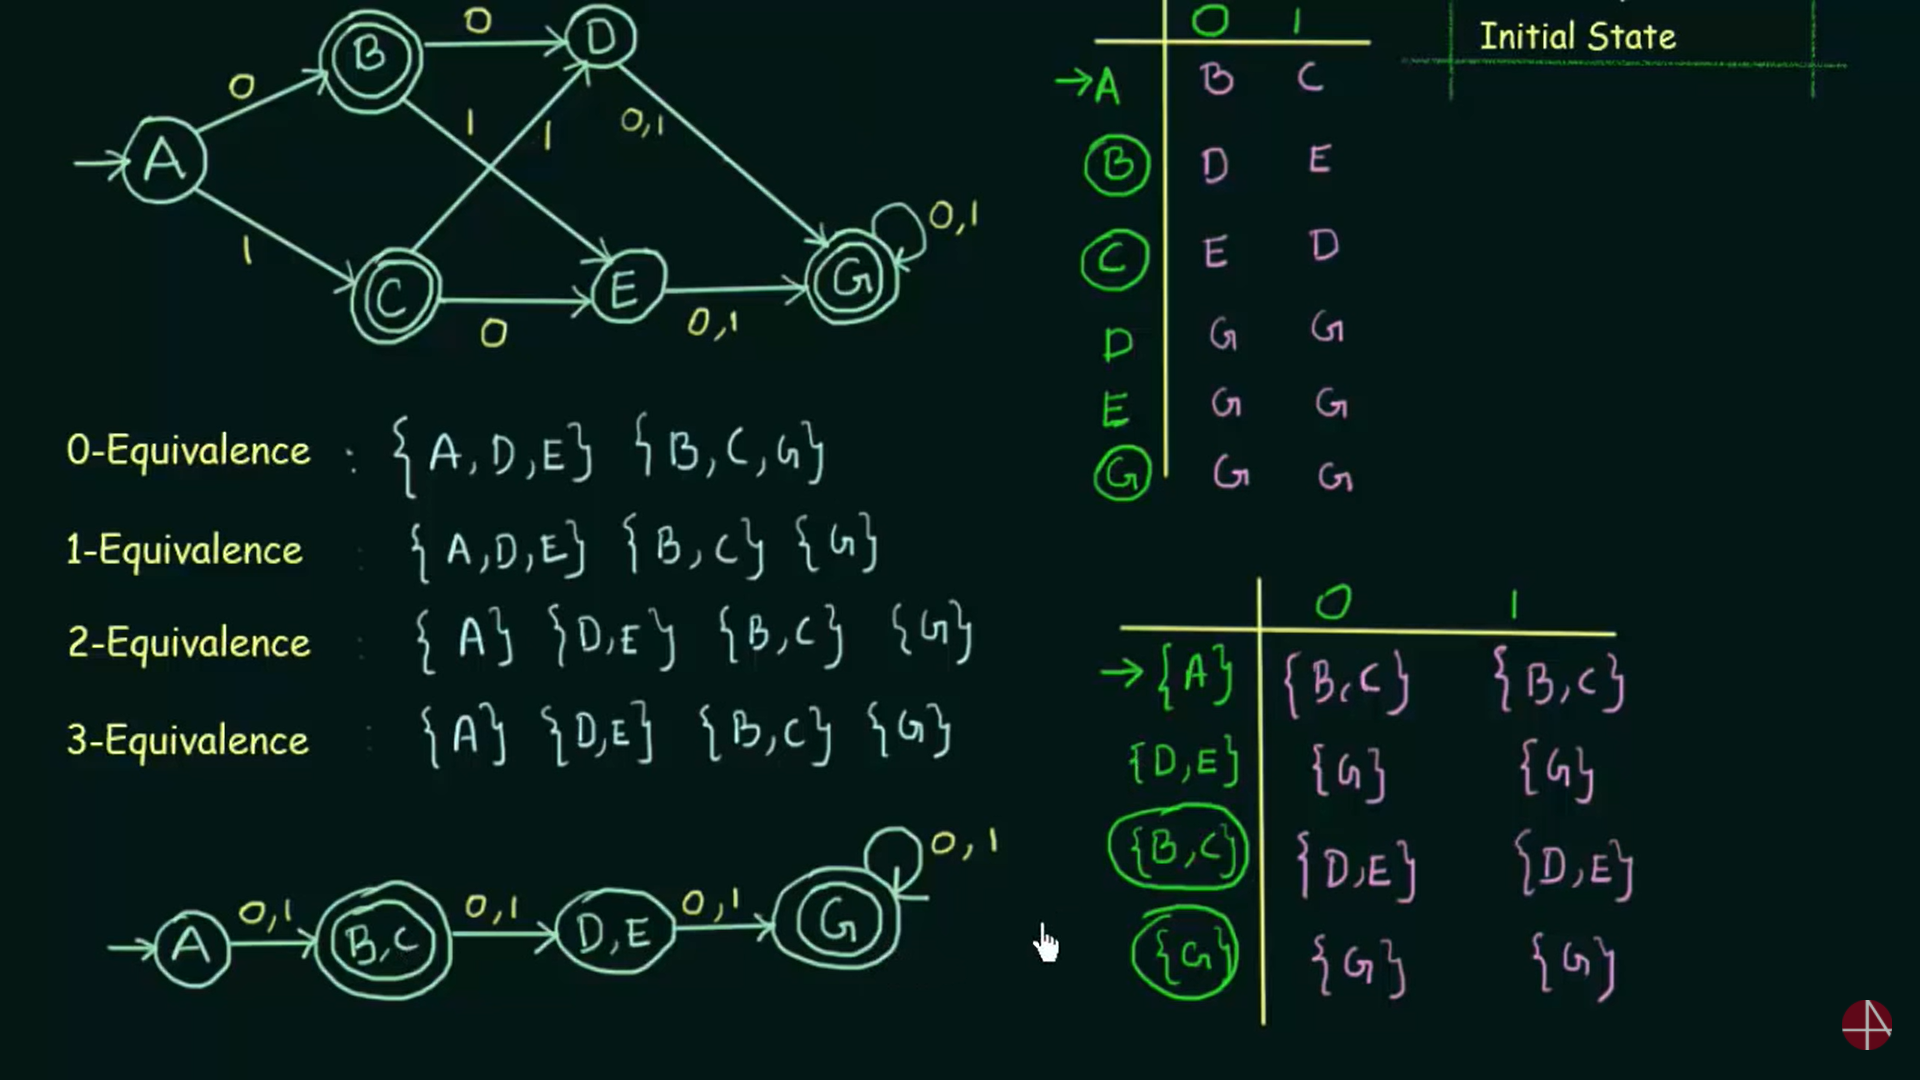 B
0
D
0
1
1
0,1
A
1
C
0
E
0,1
G
0,1
0 1
→A B C
B D E
C E D
D G G
E G G
G G G
Initial State
0-Equivalence : {A,D,E} {B,C,G}
1-Equivalence : {A,D,E} {B,C} {G}
2-Equivalence : {A} {D,E} {B,C} {G}
3-Equivalence : {A} {D,E} {B,C} {G}
0 1
→{A} {B,C} {B,C}
{D,E} {G} {G}
{B,C} {D,E} {D,E}
{G} {G} {G}
A 0,1 B,C 0,1 D,E 0,1 G 0,1